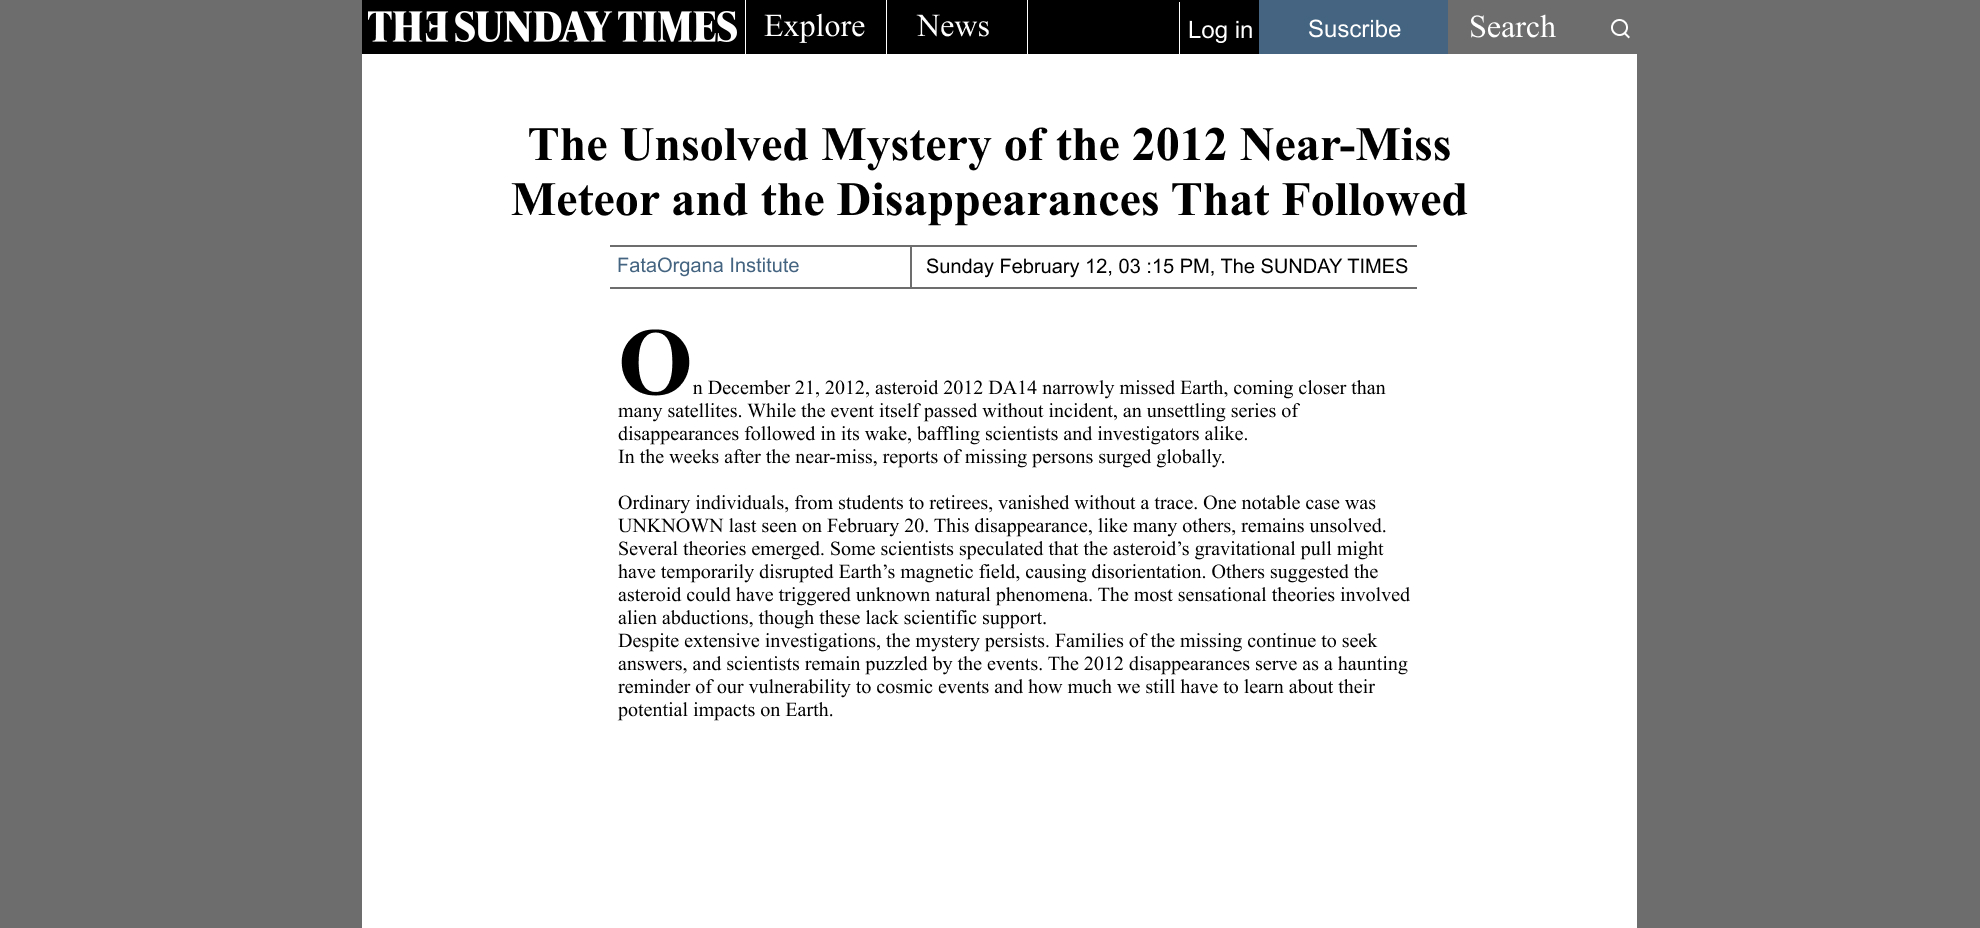 THE SUNDAY TIMES Explore News Log in Suscribe Search
The Unsolved Mystery of the 2012 Near-Miss
Meteor and the Disappearances That Followed
FataOrgana Institute Sunday February 12, 03 :15 PM, The SUNDAY TIMES
On December 21, 2012, asteroid 2012 DA14 narrowly missed Earth, coming closer than
many satellites. While the event itself passed without incident, an unsettling series of
disappearances followed in its wake, baffling scientists and investigators alike.
In the weeks after the near-miss, reports of missing persons surged globally.
Ordinary individuals, from students to retirees, vanished without a trace. One notable case was
UNKNOWN last seen on February 20. This disappearance, like many others, remains unsolved.
Several theories emerged. Some scientists speculated that the asteroid’s gravitational pull might
have temporarily disrupted Earth’s magnetic field, causing disorientation. Others suggested the
asteroid could have triggered unknown natural phenomena. The most sensational theories involved
alien abductions, though these lack scientific support.
Despite extensive investigations, the mystery persists. Families of the missing continue to seek
answers, and scientists remain puzzled by the events. The 2012 disappearances serve as a haunting
reminder of our vulnerability to cosmic events and how much we still have to learn about their
potential impacts on Earth.